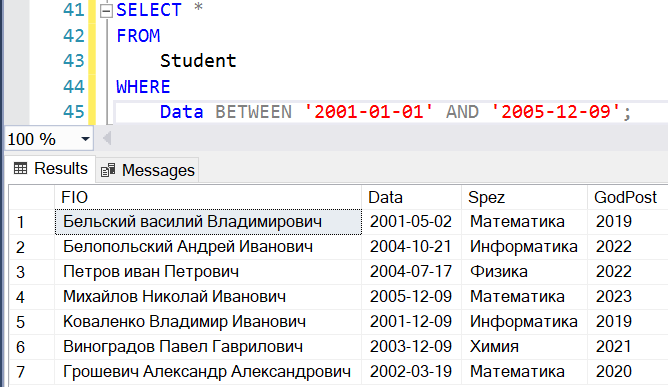 41 SELECT *
42 FROM
43 Student
44 WHERE
45 Data BETWEEN '2001-01-01' AND '2005-12-09';
100 %
Results Messages
FIO Data Spez GodPost
1 Бельский василий Владимирович 2001-05-02 Математика 2019
2 Белопольский Андрей Иванович 2004-10-21 Информатика 2022
3 Петров иван Петрович 2004-07-17 Физика 2022
4 Михайлов Николай Иванович 2005-12-09 Математика 2023
5 Коваленко Владимир Иванович 2001-12-09 Информатика 2019
6 Виноградов Павел Гаврилович 2003-12-09 Химия 2021
7 Грошевич Александр Александрович 2002-03-19 Математика 2020